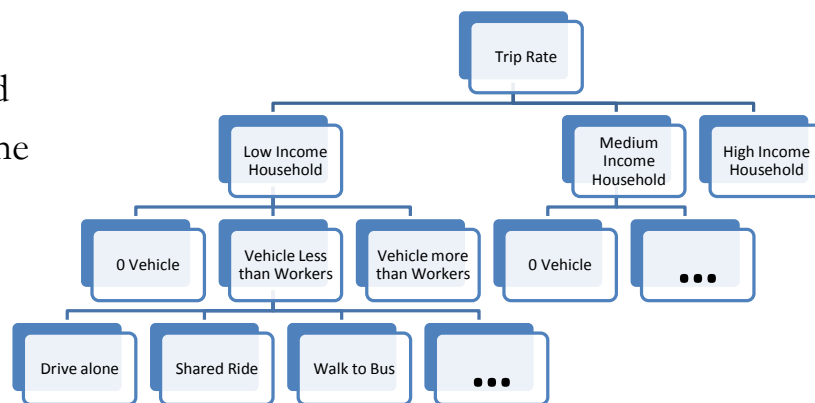 Trip Rate
Low Income
Household
Medium
Income
Household
High Income
Household
0 Vehicle
Vehicle Less
than Workers
Vehicle more
than Workers
0 Vehicle
...
Drive alone
Shared Ride
Walk to Bus
...